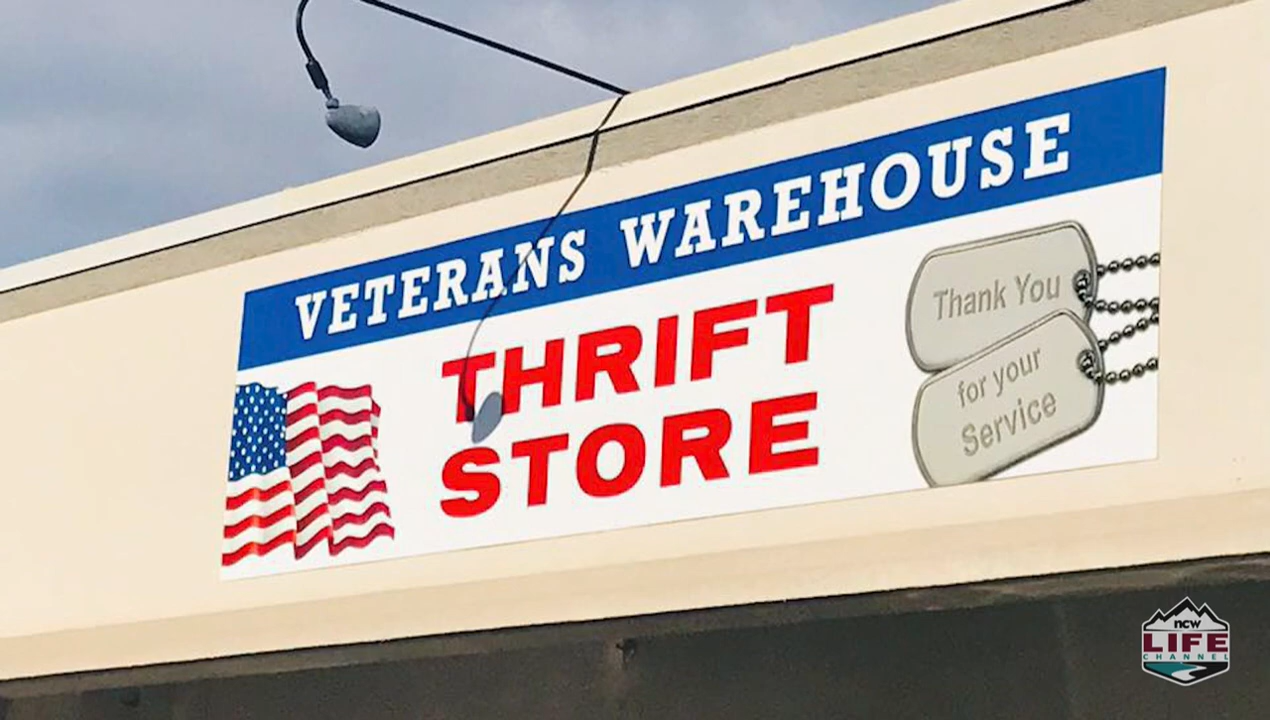 VETERANS WAREHOUSE
THRIFT
STORE
Thank You
for your
Service
ncw
LIFE
CHANNEL